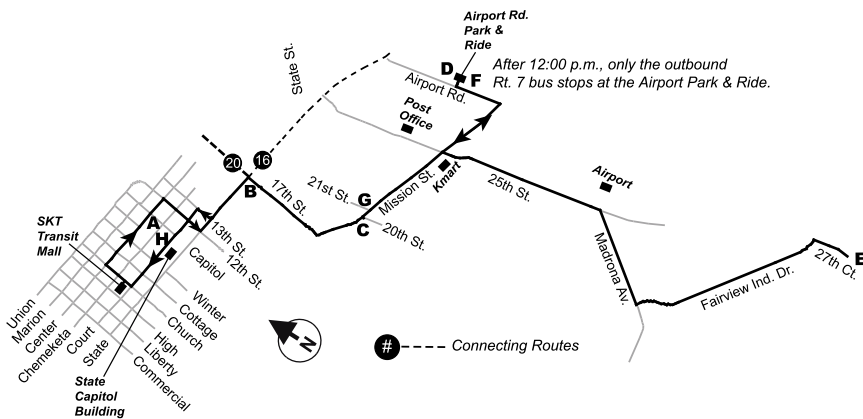 Airport Rd.
Park &
Ride
State St.
D
F
After 12:00 p.m., only the outbound
Rt. 7 bus stops at the Airport Park & Ride.
Airport Rd.
Post
Office
20
16
B
17th St.
21st St.
G
Mission St.
Kmart
25th St.
Airport
C
20th St.
SKT
Transit
Mall
A
H
13th St.
12th St.
Capitol
Madrona Av.
Fairview Ind. Dr.
27th Ct.
E
Union
Marion
Center
Chemeketa
Court
State
Winter
Cottage
Church
High
Liberty
Commercial
State
Capitol
Building
N
#
Connecting Routes